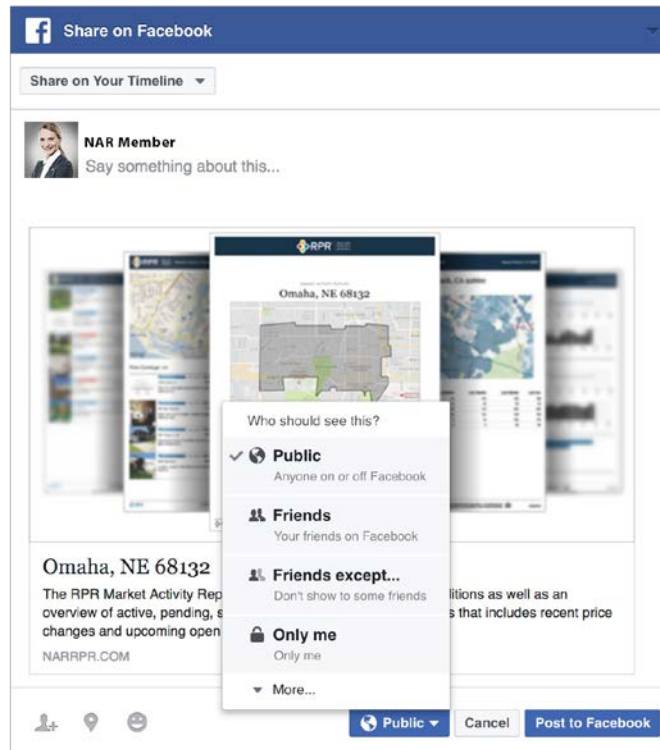 Share on Facebook
Share on Your Timeline
NAR Member
Say something about this...
RPR
Omaha, NE 68132
Who should see this?
Public
Anyone on or off Facebook
Friends
Your friends on Facebook
Friends except...
Don't show to some friends
Only me
Only me
More...
Omaha, NE 68132
The RPR Market Activity Rep
litions as well as an
overview of active, pending, s
s that includes recent price
changes and upcoming open
NARRPR.COM
Public
Cancel
Post to Facebook